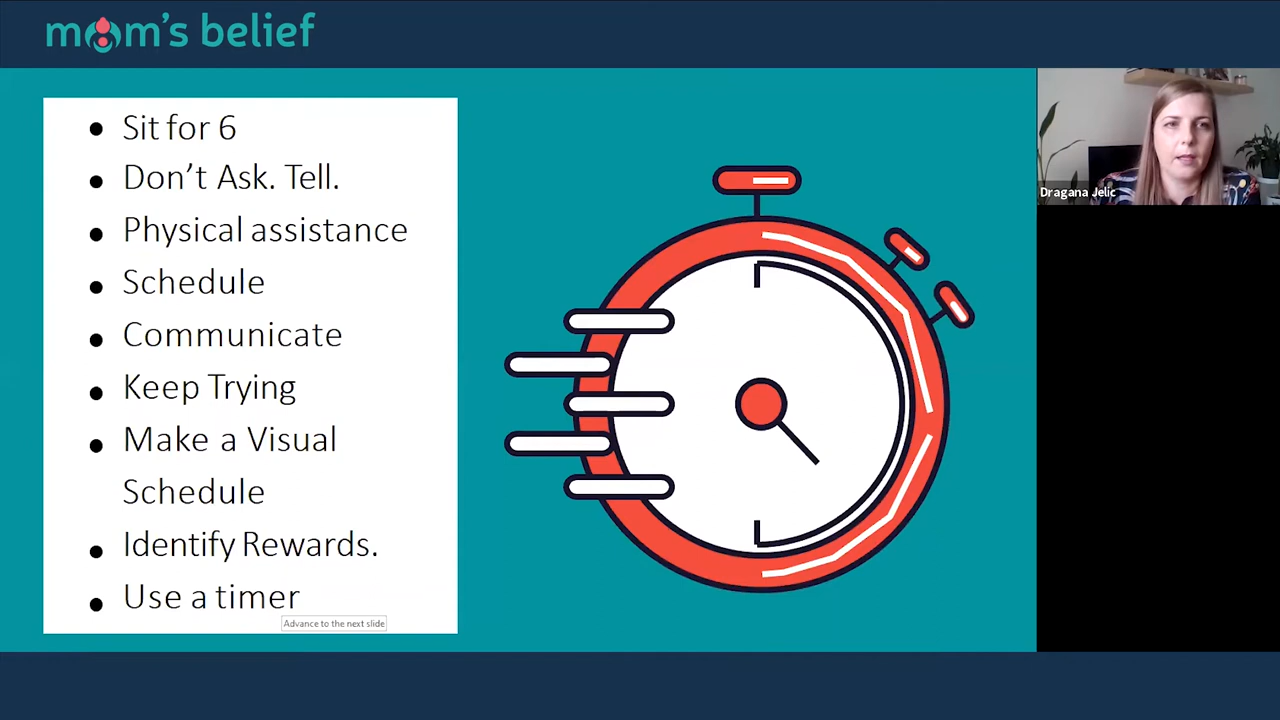 mom's belief
Sit for 6
Don't Ask. Tell.
Physical assistance
Schedule
Communicate
Keep Trying
Make a Visual
Schedule
Identify Rewards.
Use a timer
Advance to the next slide
Dragana Jelic